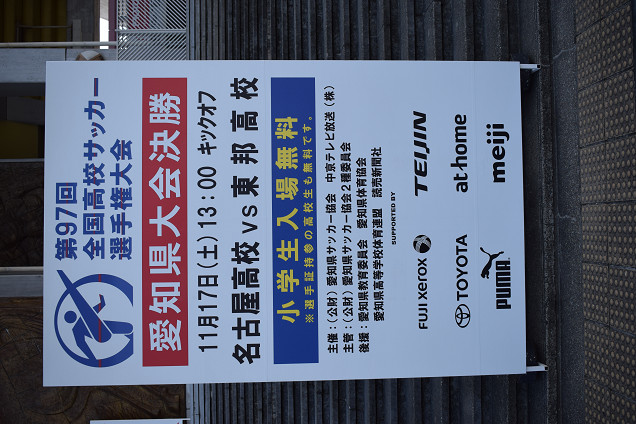 第97回
全国高校サッカー
選手権大会
愛知県大会決勝
11月17日(土)13:00 キックオフ
名古屋高校 vs 東邦高校
小学生入場無料
※選手証持参の高校生も無料です。
主催：(公財)愛知県サッカー協会 中京テレビ放送(株)
主管：(公財)愛知県サッカー協会2種委員会
後援：愛知県教育委員会 愛知県体育協会
愛知県高等学校体育連盟 読売新聞社
SUPPORTED BY
FUJI XEROX TEIJIN
TOYOTA at-home
PUMA meiji